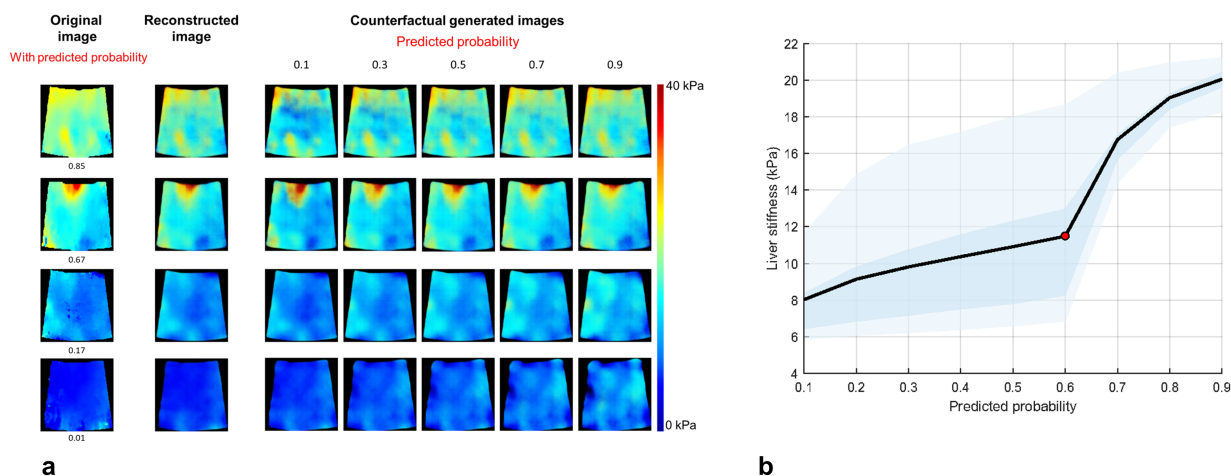 Original
image
With predicted probability
Reconstructed
image
Counterfactual generated images
Predicted probability
0.1 0.3 0.5 0.7 0.9
40 kPa
0.85
0.67
0.17
0.01
0 kPa
a
22
20
18
16
14
12
10
8
6
4
Liver stiffness (kPa)
0.1 0.2 0.3 0.4 0.5 0.6 0.7 0.8 0.9
Predicted probability
b